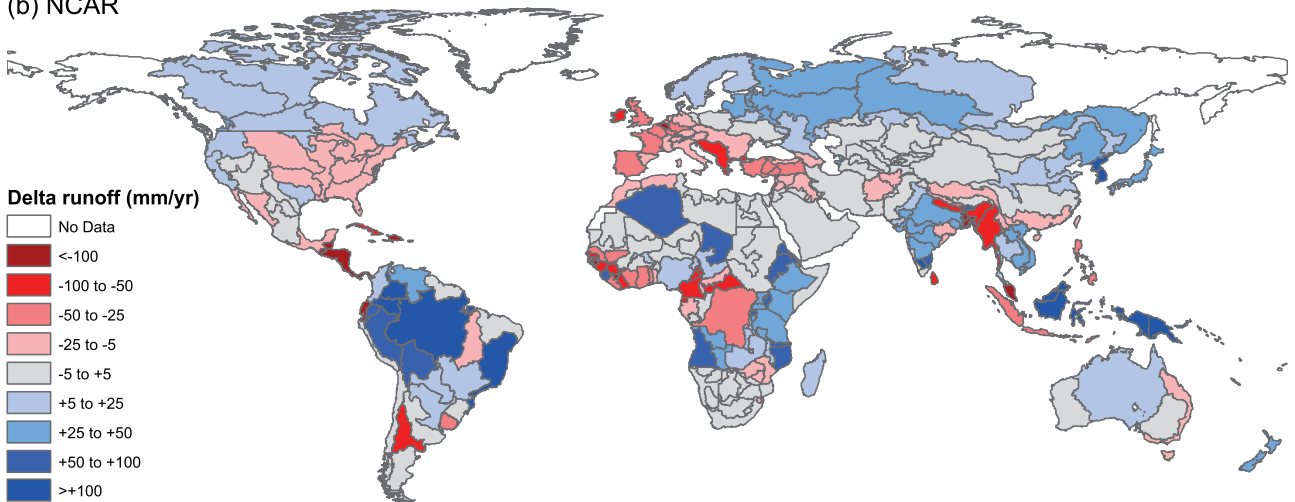 (b) NCAR
Delta runoff (mm/yr)
No Data
<-100
-100 to -50
-50 to -25
-25 to -5
-5 to +5
+5 to +25
+25 to +50
+50 to +100
>+100